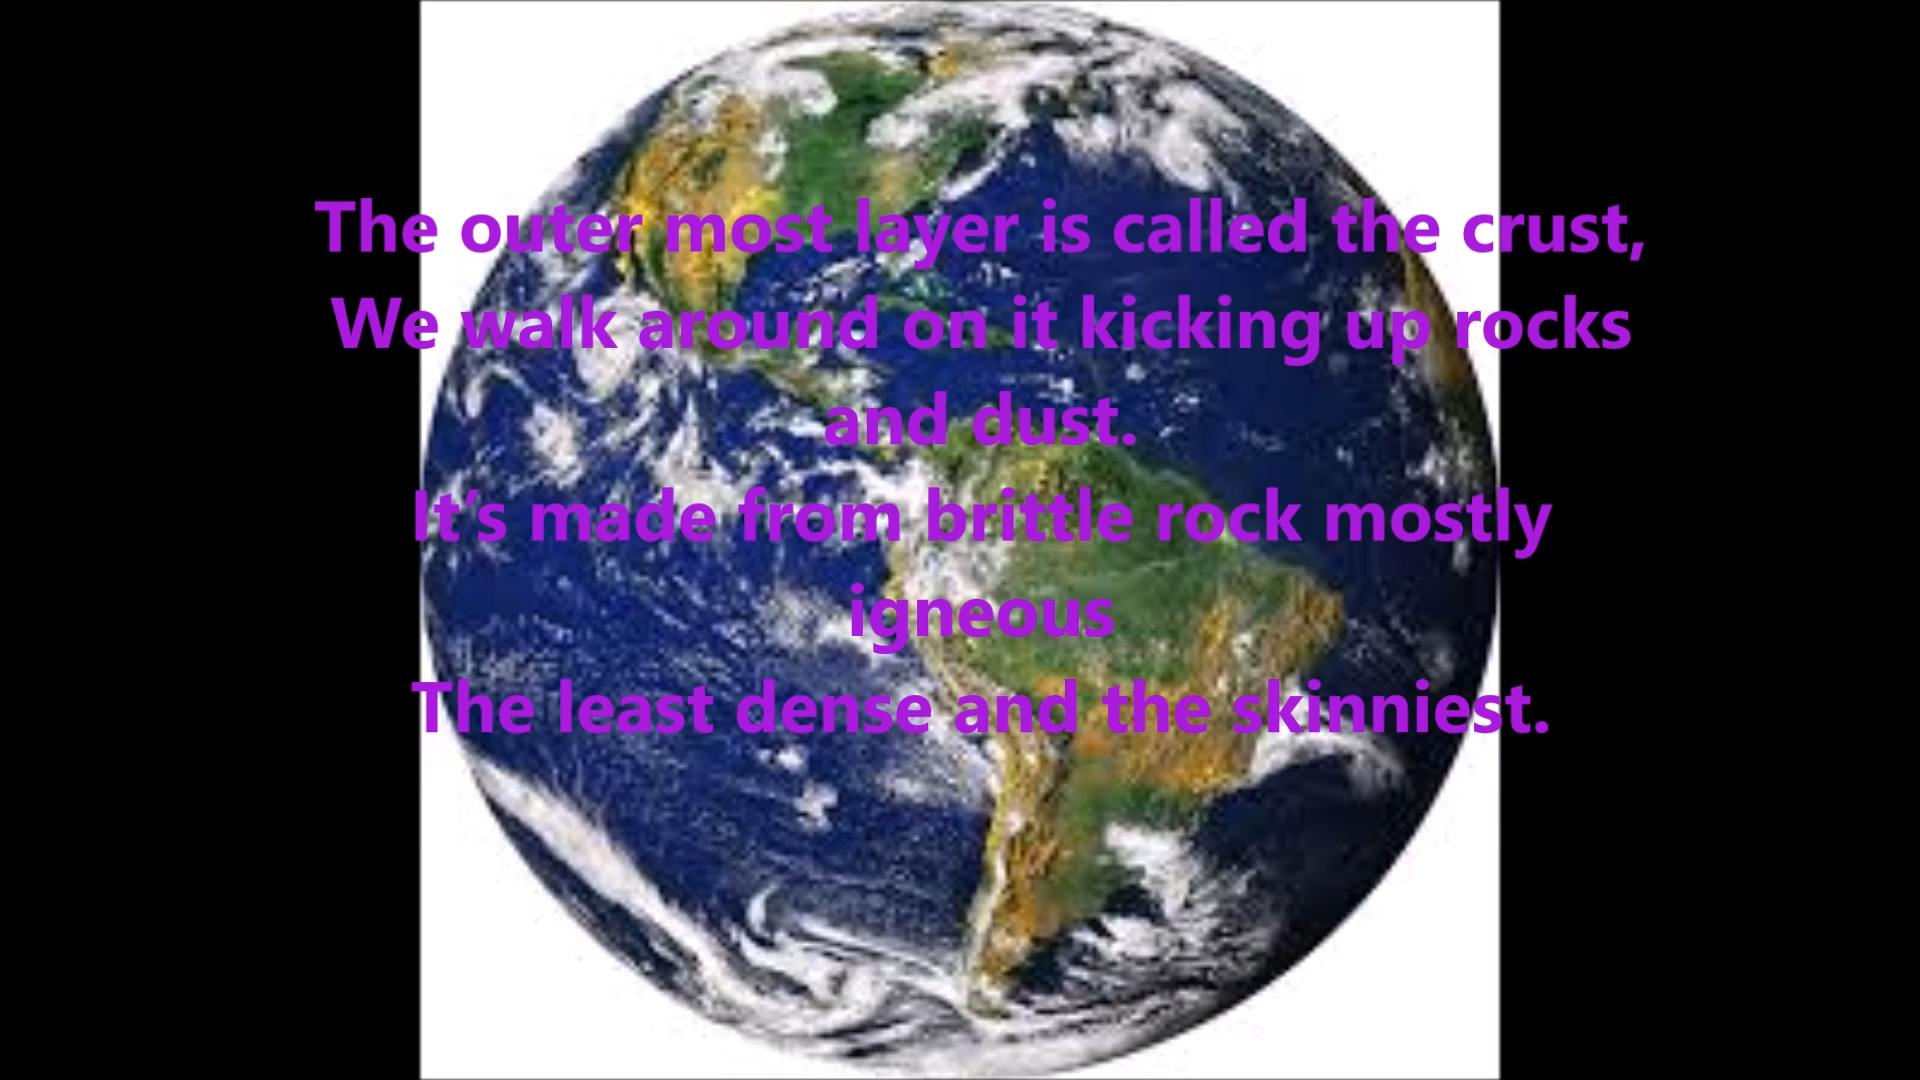 The outer most layer is called the crust,
We walk around on it kicking up rocks
and dust.
It's made from brittle rock mostly
igneous
The least dense and the skinniest.